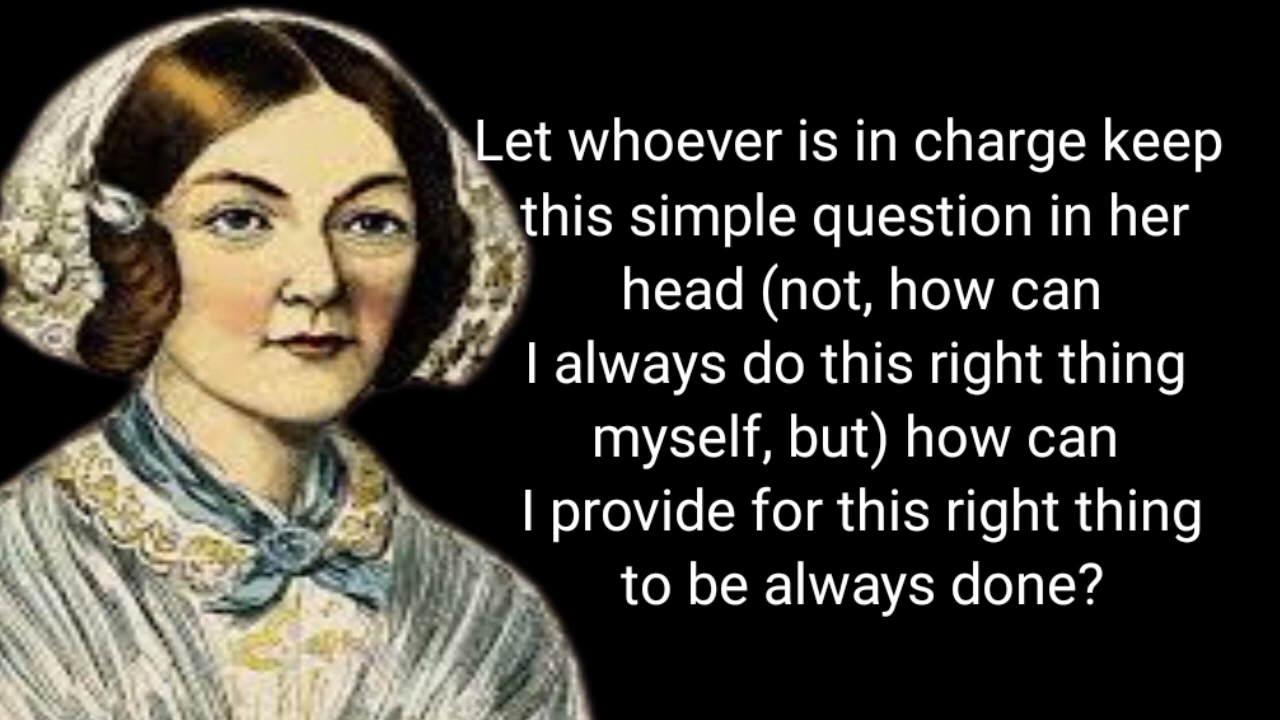 Let whoever is in charge keep
this simple question in her
head (not, how can
I always do this right thing
myself, but) how can
I provide for this right thing
to be always done?